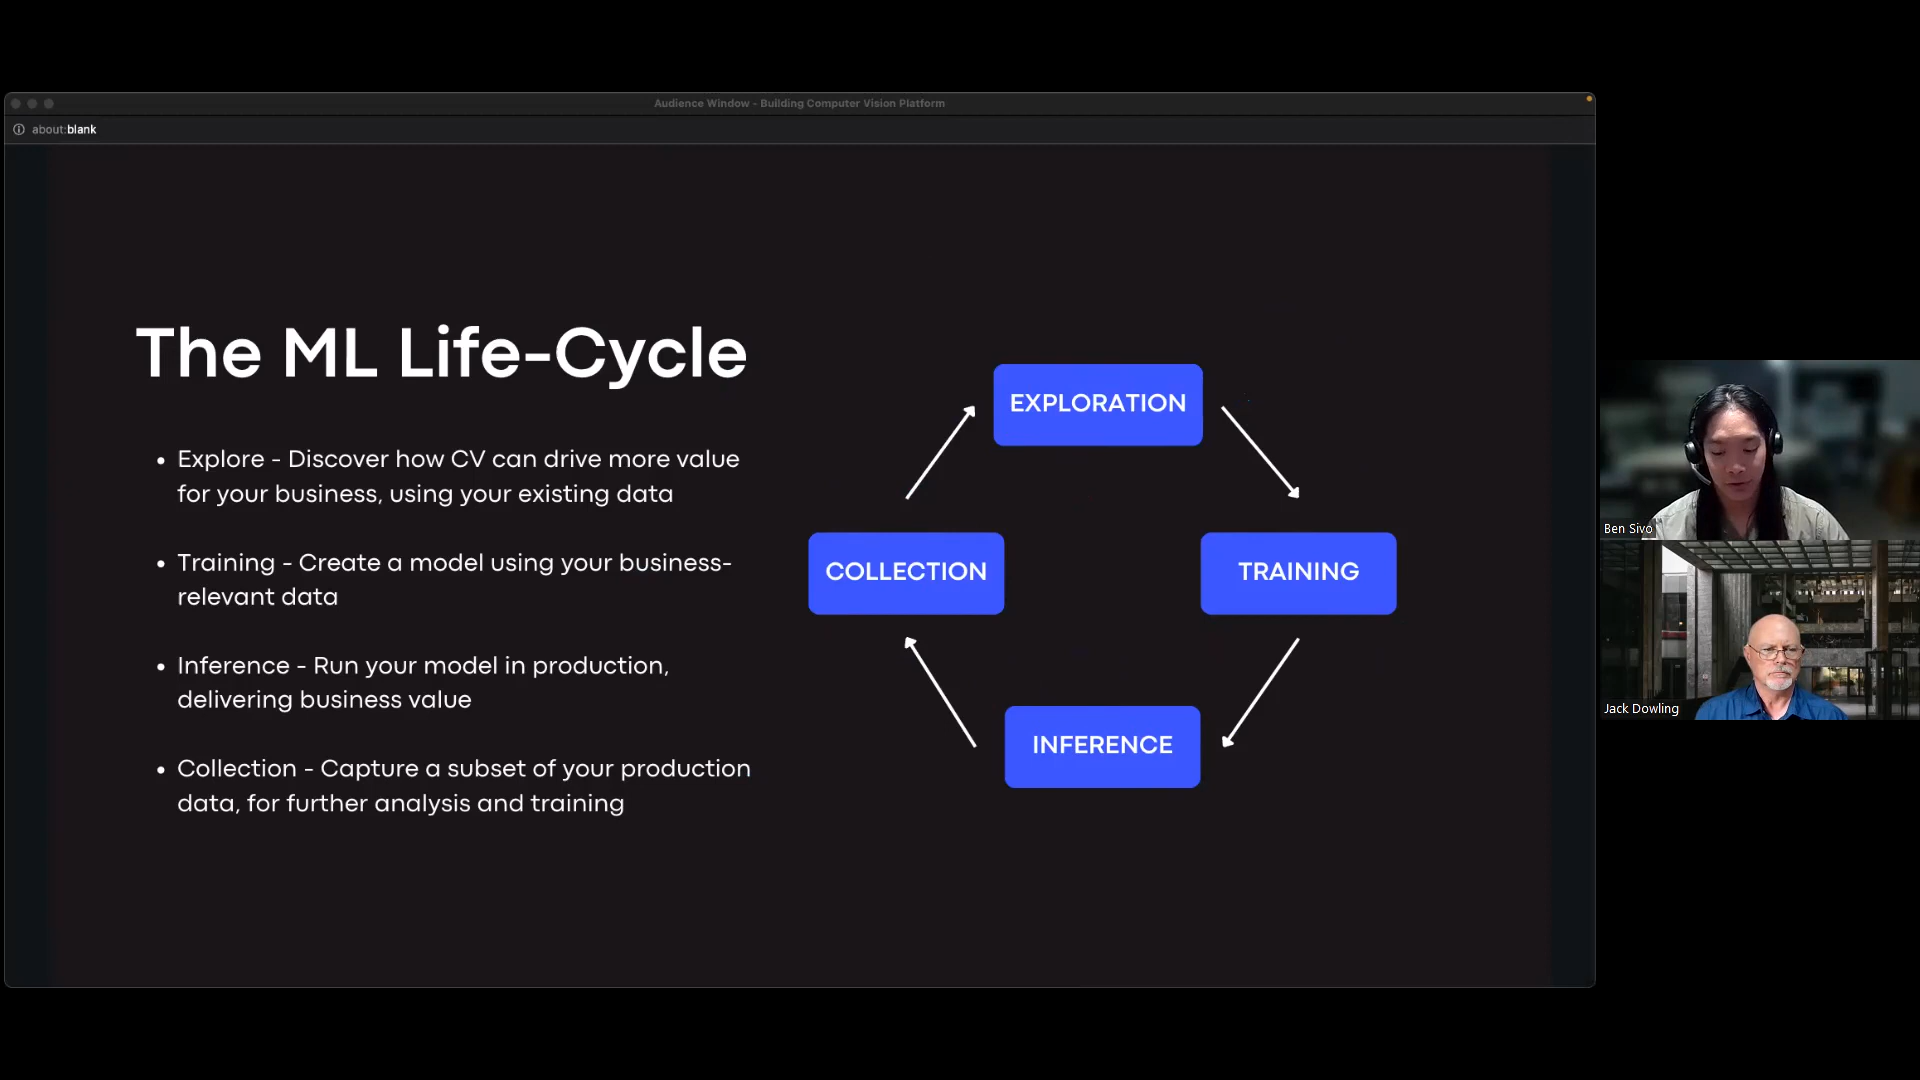 Audience Window - Building Computer Vision Platform
about:blank
The ML Life-Cycle
• Explore - Discover how CV can drive more value
for your business, using your existing data
• Training - Create a model using your business-
relevant data
• Inference - Run your model in production,
delivering business value
• Collection - Capture a subset of your production
data, for further analysis and training
EXPLORATION
COLLECTION
TRAINING
INFERENCE
Ben Sivo
Jack Dowling